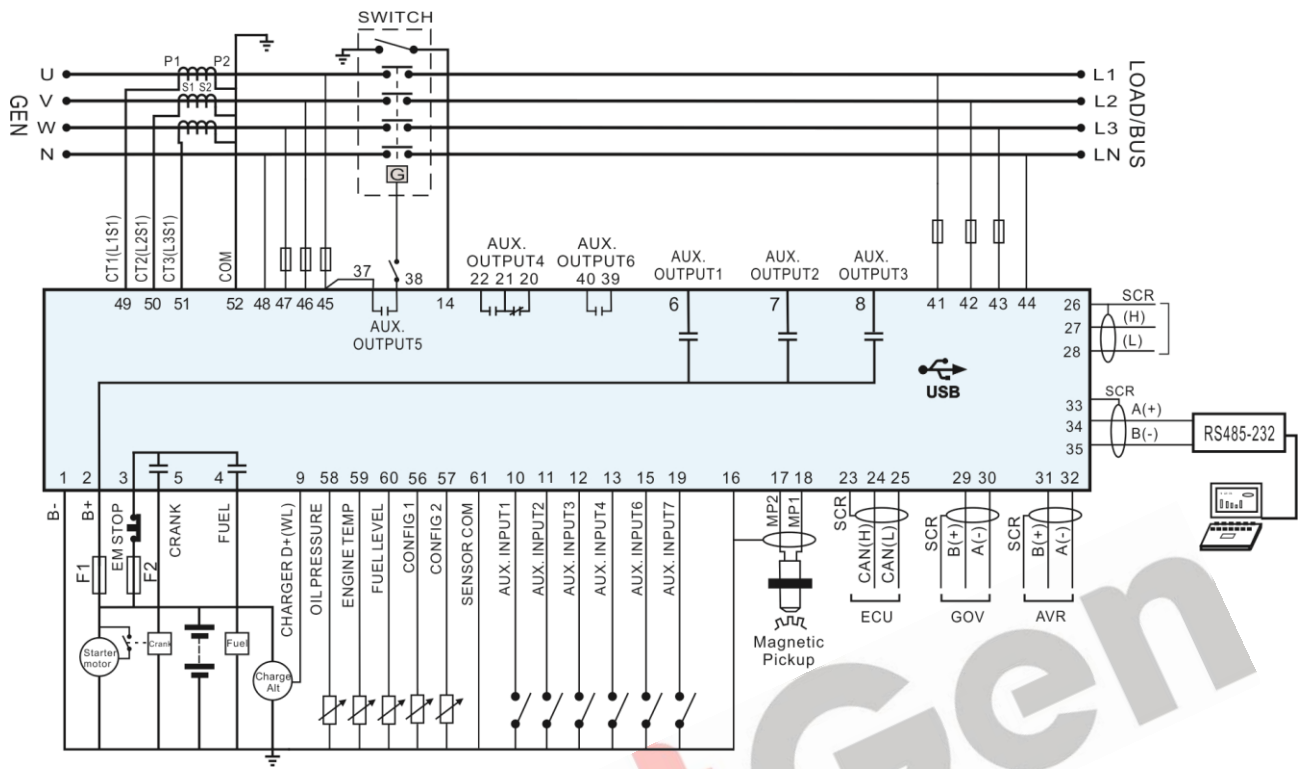 SWITCH
P1 P2
U L1
S1 S2
V L2
W L3
N LN
GEN
LOAD/BUS
G
CT1(L1S1)
CT2(L2S1)
CT3(L3S1)
COM
37
38
AUX. OUTPUT4
22 21 20
AUX. OUTPUT6
40 39
AUX. OUTPUT1
AUX. OUTPUT2
AUX. OUTPUT3
49 50 51 52 48 47 46 45 14 6 7 8 41 42 43 44
AUX. OUTPUT5
26 SCR
27 (H)
28 (L)
USB
33 SCR
34 A(+)
35 B(-)
RS485-232
1 2 3 5 4 9 58 59 60 56 57 61 10 11 12 13 15 19 16 17 18 23 24 25 29 30 31 32
B-
B+
EM STOP
CRANK
FUEL
CHARGER D+(WL)
OIL PRESSURE
ENGINE TEMP
FUEL LEVEL
CONFIG 1
CONFIG 2
SENSOR COM
AUX. INPUT1
AUX. INPUT2
AUX. INPUT3
AUX. INPUT4
AUX. INPUT6
AUX. INPUT7
MP2
MP1
SCR
CAN(H)
CAN(L)
SCR
B(+)
A(-)
SCR
B(+)
A(-)
F1
F2
ECU
GOV
AVR
Magnetic
Pickup
Starter
motor
Crank
Fuel
Charge
Alt
Gen